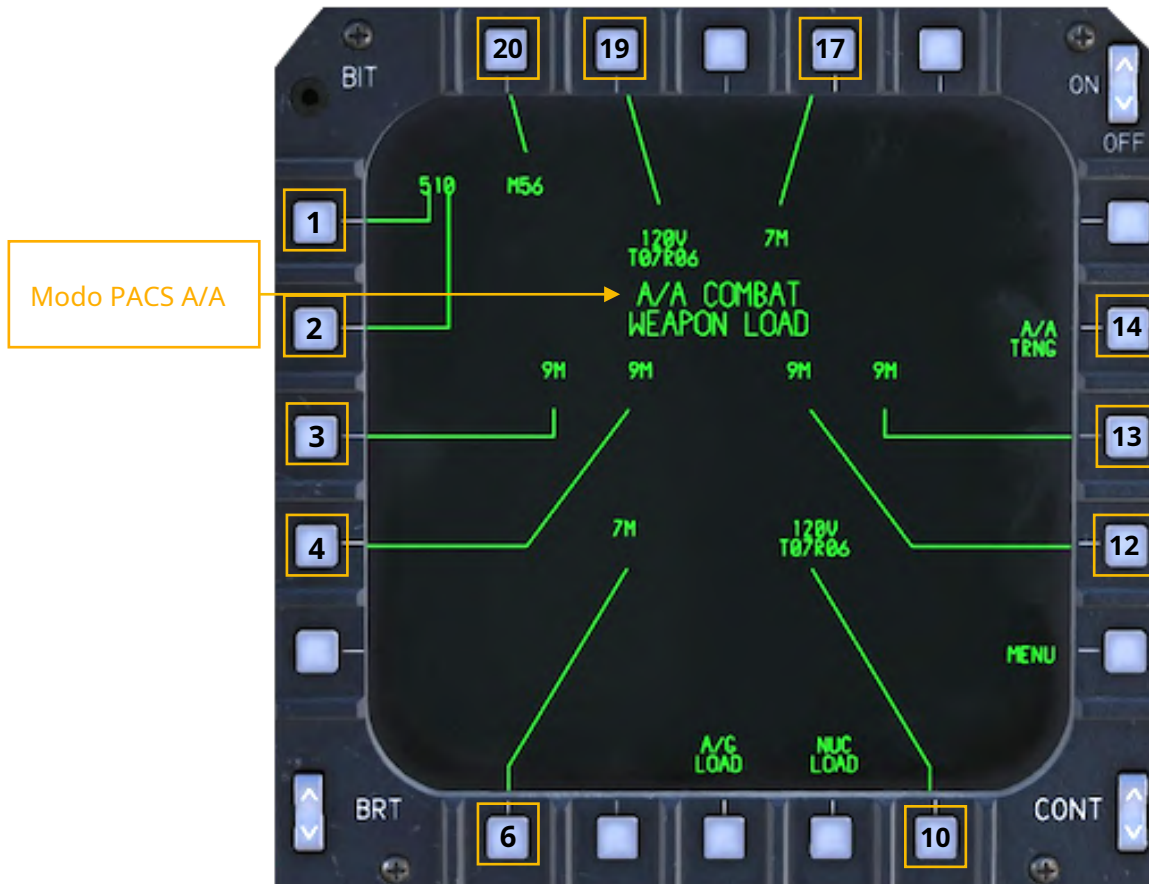 20
19
17
BIT
ON
OFF
510
M56
1
120V
T07R06
7M
Modo PACS A/A
A/A COMBAT
WEAPON LOAD
2
A/A
TRNG
14
9M
9M
9M
9M
3
13
7M
120V
T07R06
4
12
MENU
A/G
LOAD
NUC
LOAD
BRT
CONT
6
10